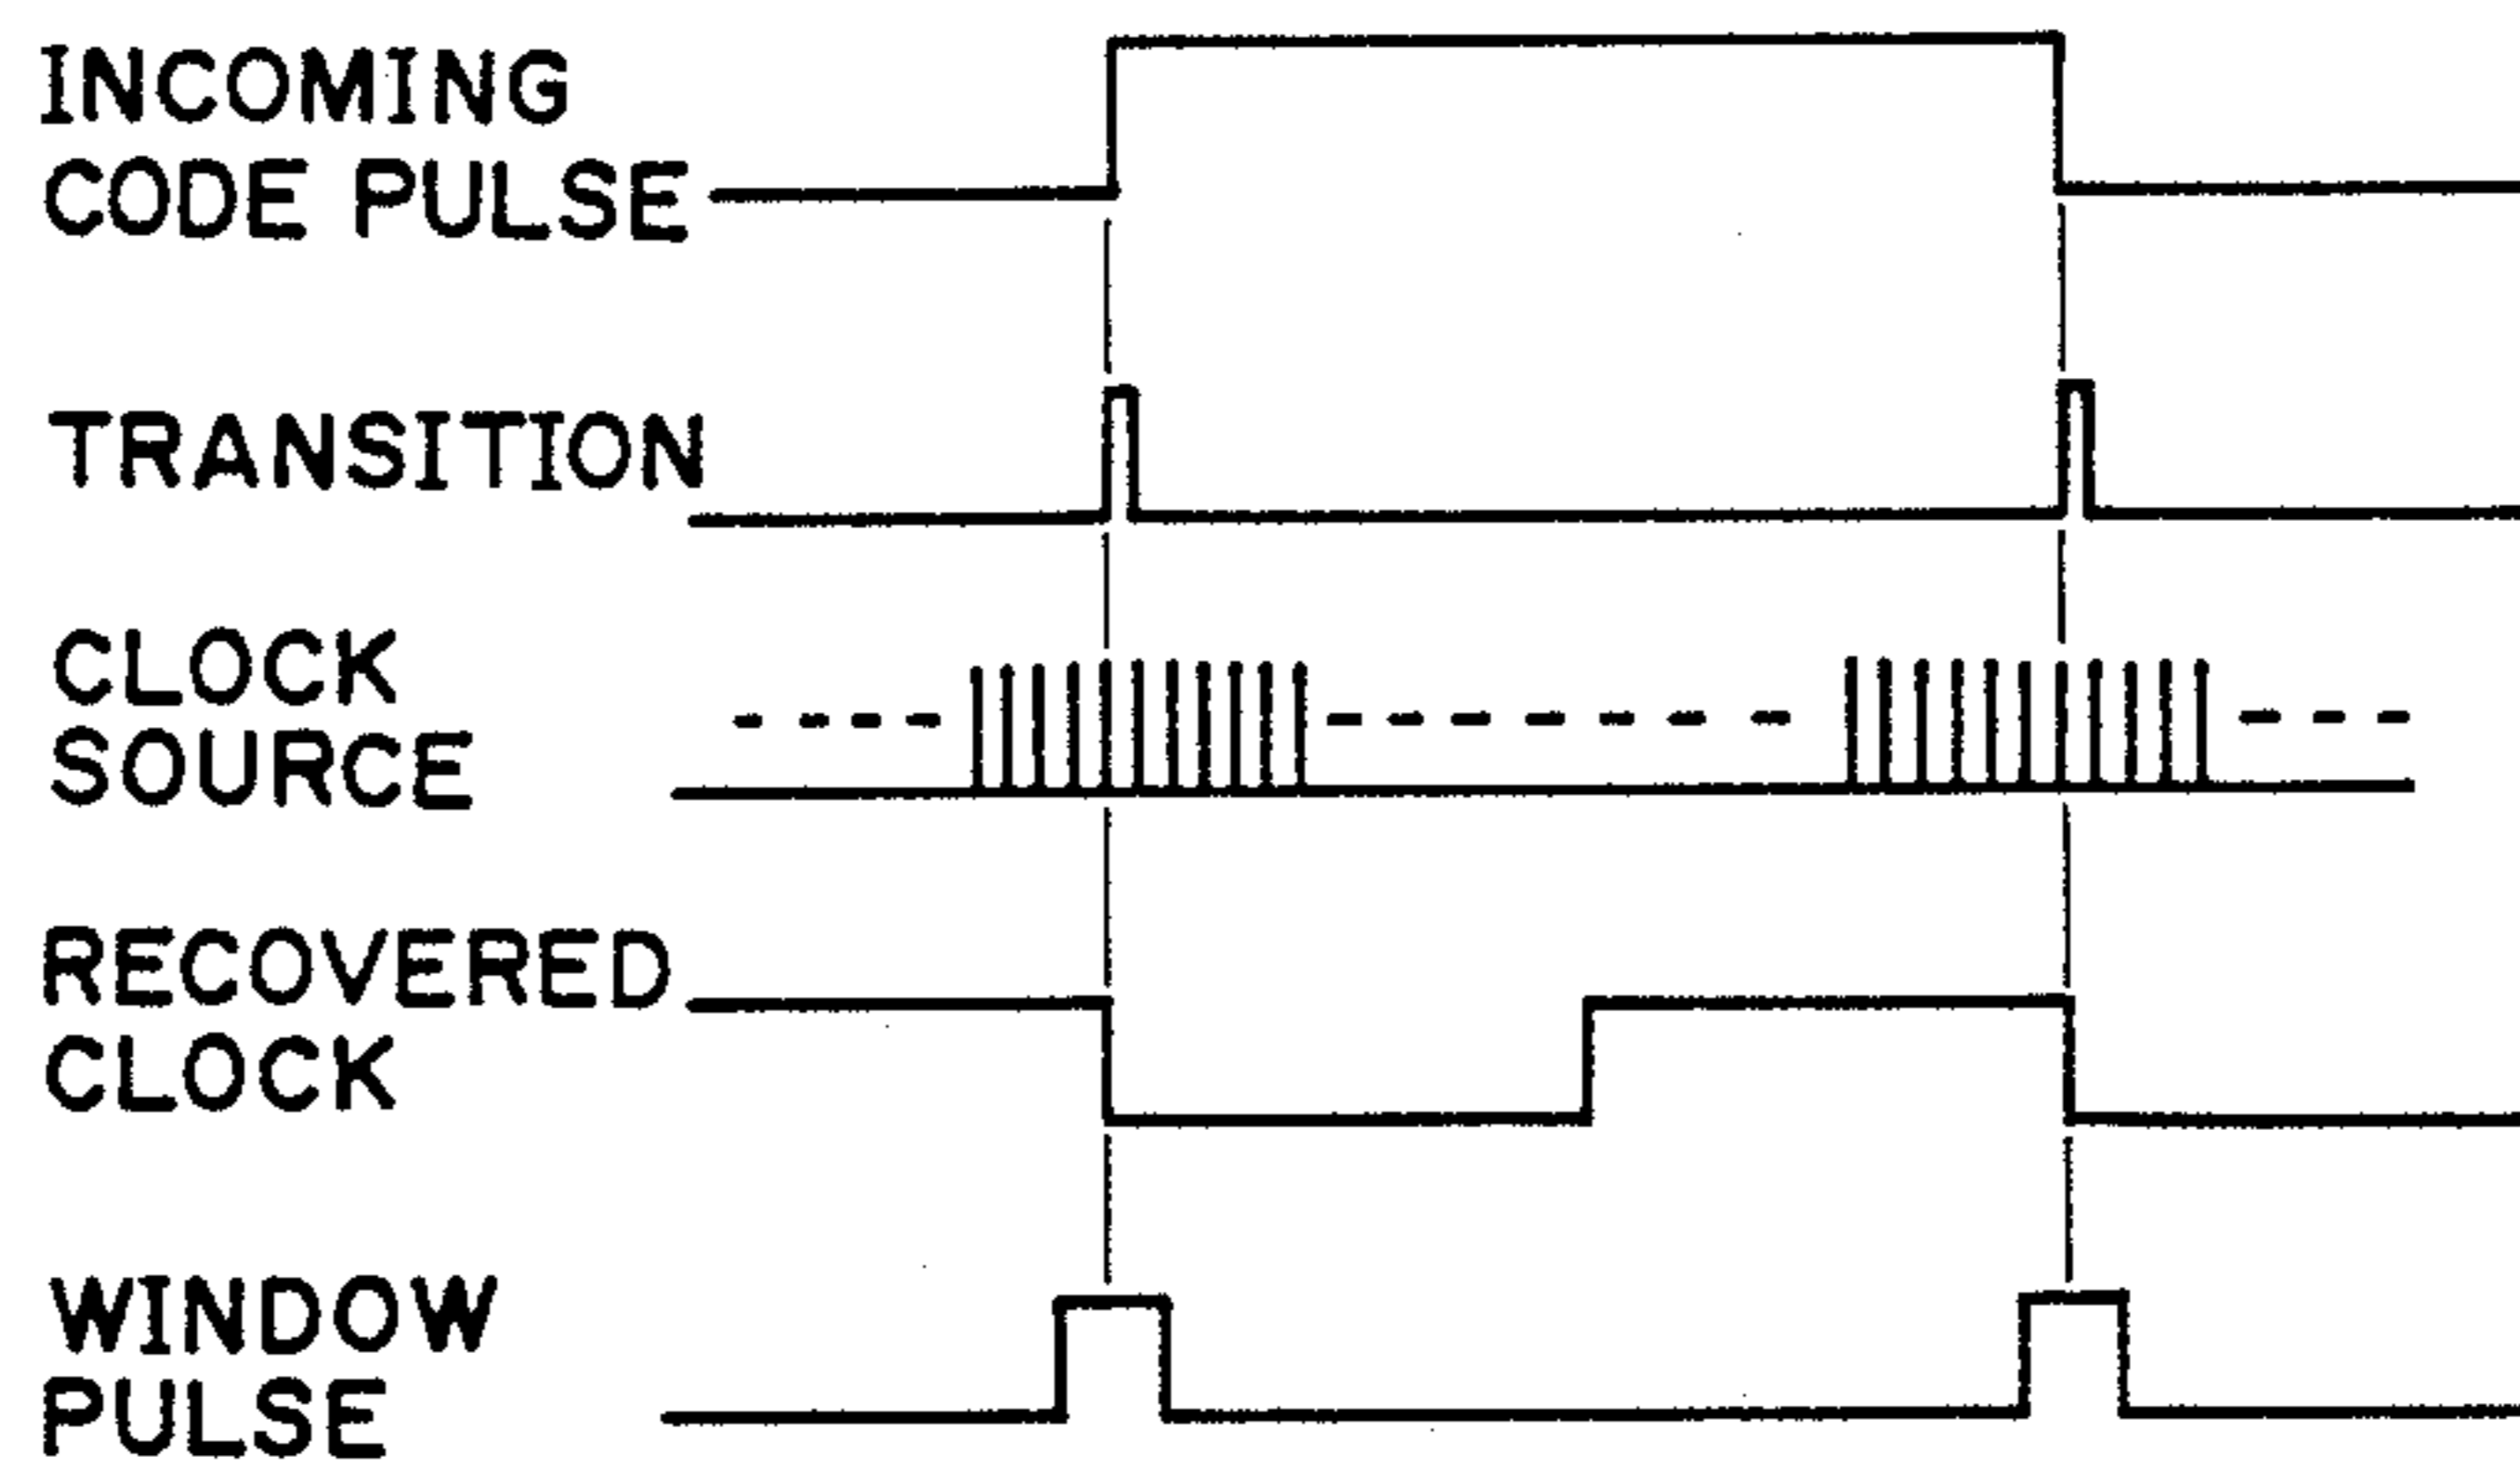 INCOMING
CODE PULSE
TRANSITION
CLOCK
SOURCE
RECOVERED
CLOCK
WINDOW
PULSE